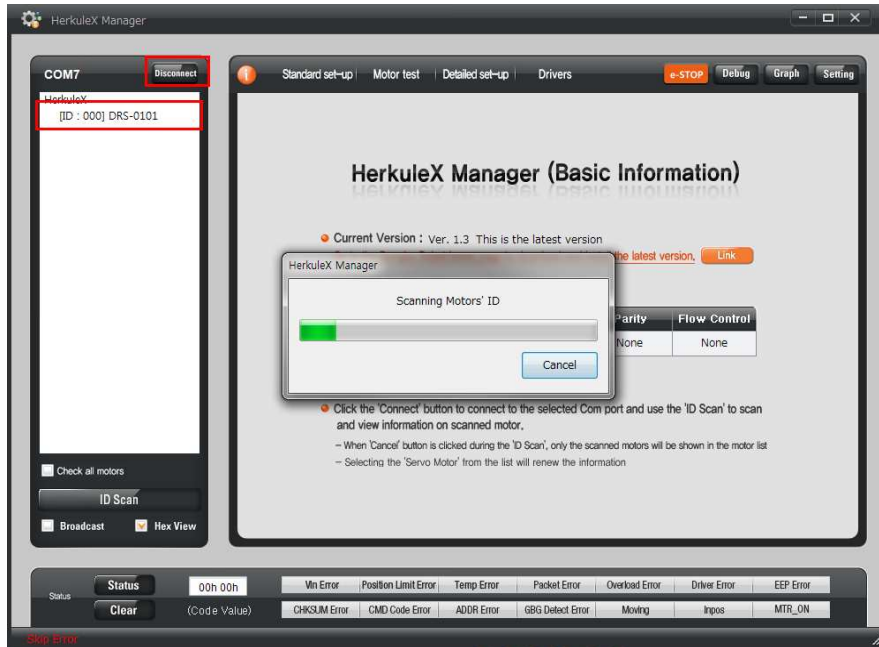 HerkuleX Manager
COM7
Disconnect
Standard set-up
Motor test
Detailed set-up
Drivers
e-STOP
Debug
Graph
Setting
HerkuleX
[ID : 000] DRS-0101
HerkuleX Manager (Basic Information)
Current Version : Ver. 1.3 This is the latest version
the latest version,
Link
HerkuleX Manager
Scanning Motors' ID
Cancel
Parity
Flow Control
None
None
Click the 'Connect' button to connect to the selected Com port and use the 'ID Scan' to scan
and view information on scanned motor.
- When 'Cancel' button is clicked during the 'ID Scan', only the scanned motors will be shown in the motor list
- Selecting the 'Servo Motor' from the list will renew the information
Check all motors
ID Scan
Broadcast
Hex View
Status
Status
00h 00h
Vin Error
Position Limit Error
Temp Error
Packet Error
Overload Error
Driver Error
EEP Error
Clear
(Code Value)
CHKSUM Error
CMD Code Error
ADDR Error
GBG Detect Error
Moving
Inpos
MTR_ON
Skip Error